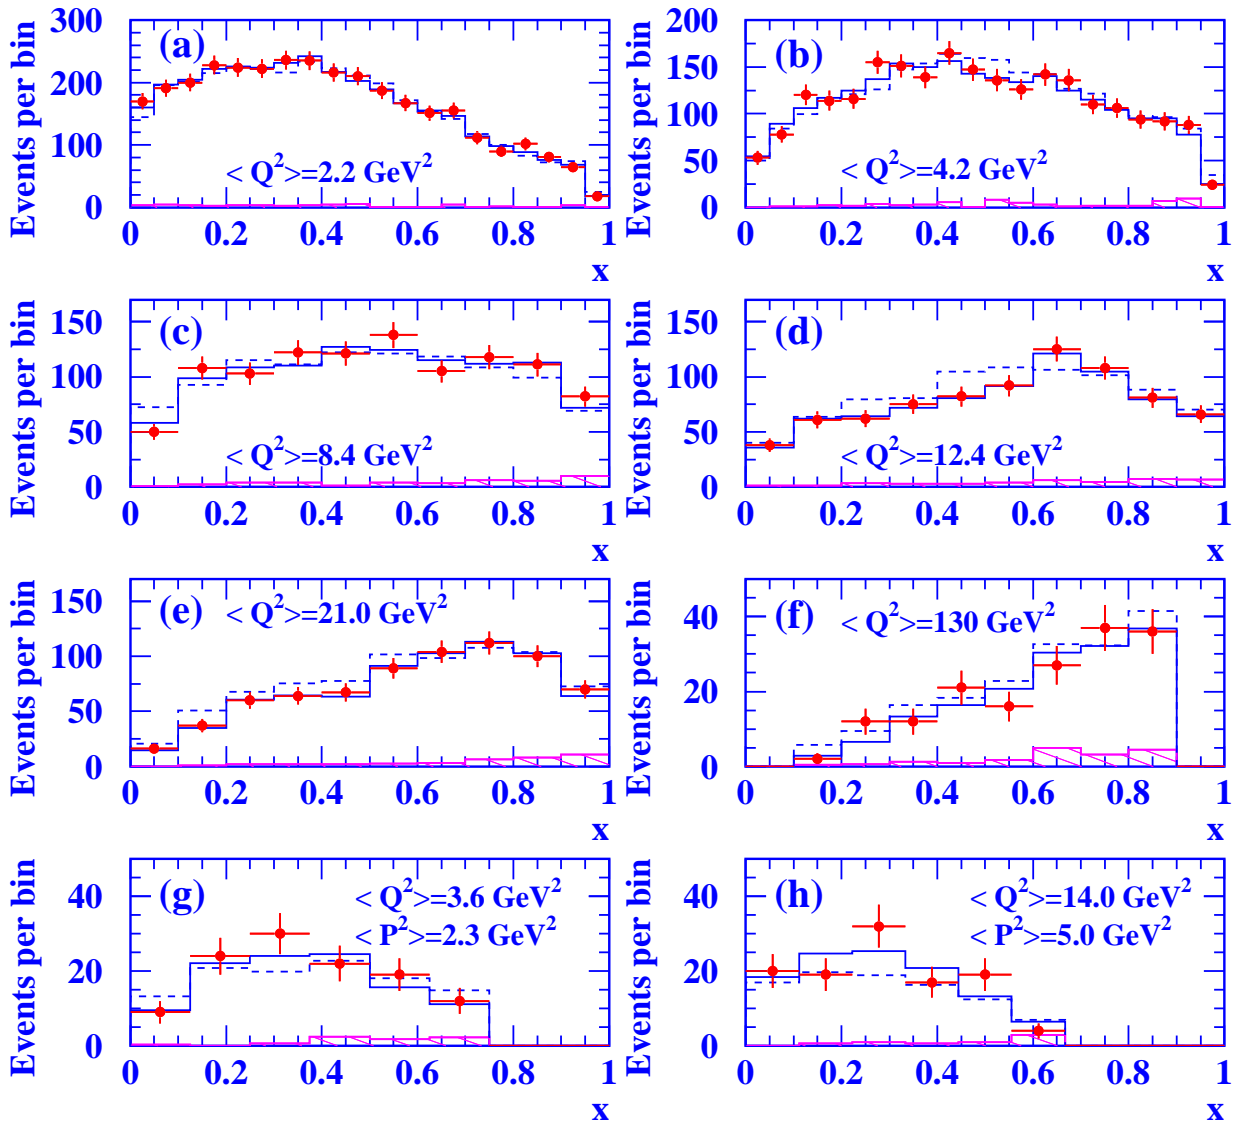 Events per bin
300
200
100
0
(a)
< Q²>=2.2 GeV²
0 0.2 0.4 0.6 0.8 1
x
Events per bin
200
150
100
50
0
(b)
< Q²>=4.2 GeV²
0 0.2 0.4 0.6 0.8 1
x
Events per bin
150
100
50
0
(c)
< Q²>=8.4 GeV²
0 0.2 0.4 0.6 0.8 1
x
Events per bin
150
100
50
0
(d)
< Q²>=12.4 GeV²
0 0.2 0.4 0.6 0.8 1
x
Events per bin
150
100
50
0
(e) < Q²>=21.0 GeV²
0 0.2 0.4 0.6 0.8 1
x
Events per bin
40
20
0
< Q²>=130 GeV² (f)
0 0.2 0.4 0.6 0.8 1
x
Events per bin
40
20
0
(g) < Q²>=3.6 GeV²
< P²>=2.3 GeV²
0 0.2 0.4 0.6 0.8 1
x
Events per bin
40
20
0
(h) < Q²>=14.0 GeV²
< P²>=5.0 GeV²
0 0.2 0.4 0.6 0.8 1
x